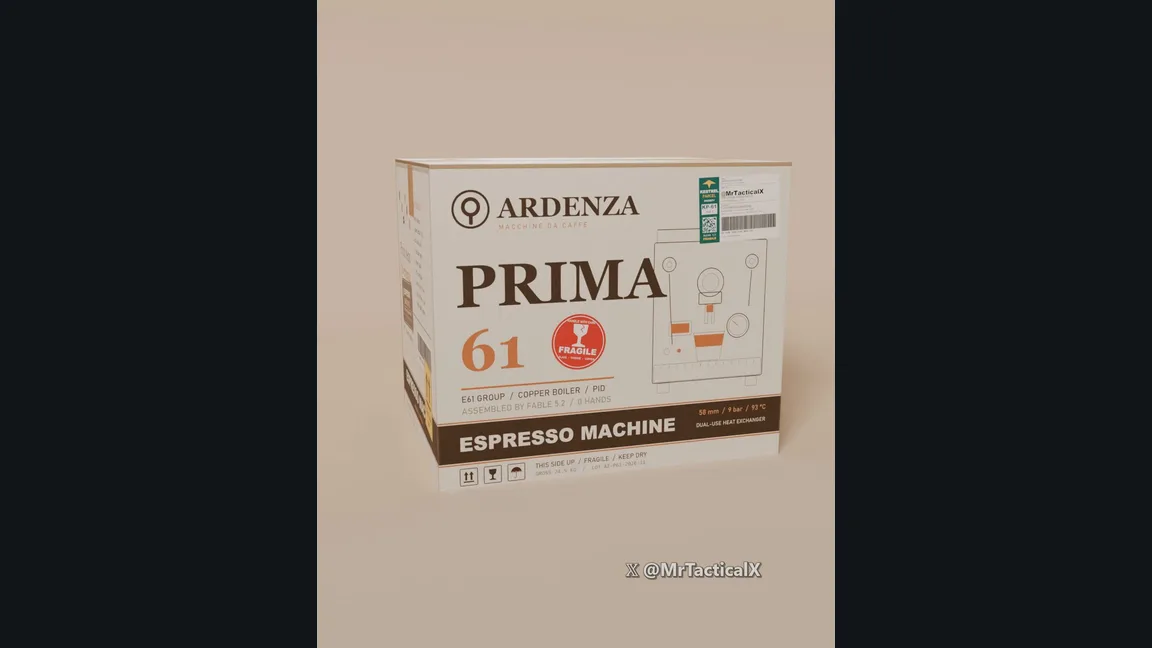 ARDENZA
MACCHINE DA CAFFÈ
@MrTacticalX
PRIMA
61
FRAGILE
E61 GROUP / COPPER BOILER / PID
ASSEMBLED BY FABLE 5.2 / 0 HANDS
ESPRESSO MACHINE
58 mm / 9 bar / 93 °C
DUAL-USE HEAT EXCHANGER
THIS SIDE UP / FRAGILE / KEEP DRY
X @MrTacticalX